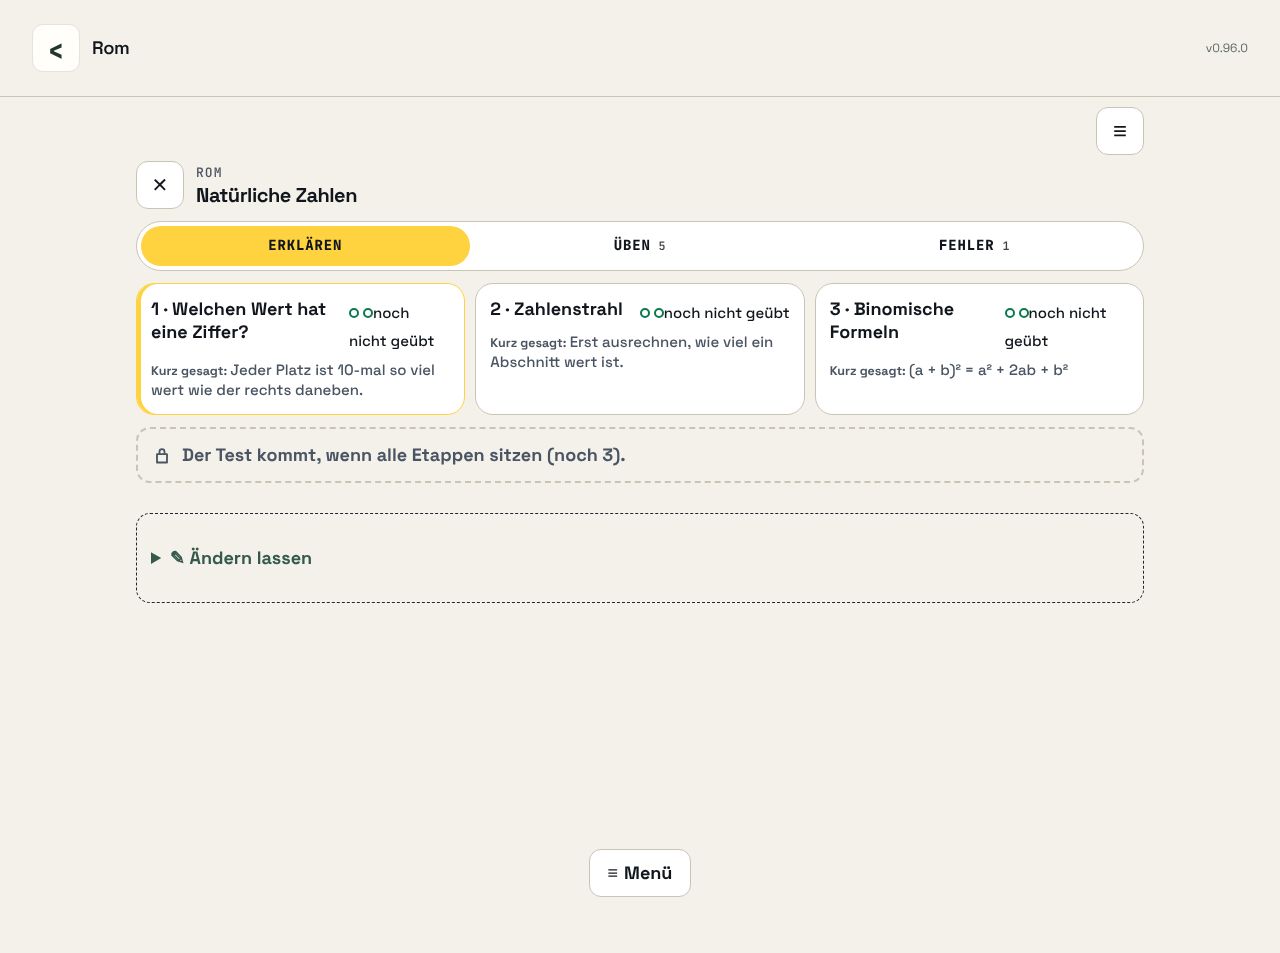 < Rom
v0.96.0
≡
✕
ROM
Natürliche Zahlen
ERKLÄREN
ÜBEN 5
FEHLER 1
1 · Welchen Wert hat
eine Ziffer?
noch
nicht geübt
Kurz gesagt: Jeder Platz ist 10-mal so viel
wert wie der rechts daneben.
2 · Zahlenstrahl
noch nicht geübt
Kurz gesagt: Erst ausrechnen, wie viel ein
Abschnitt wert ist.
3 · Binomische
Formeln
noch nicht
geübt
Kurz gesagt: (a + b)² = a² + 2ab + b²
Der Test kommt, wenn alle Etappen sitzen (noch 3).
▶ ✎ Ändern lassen
≡ Menü